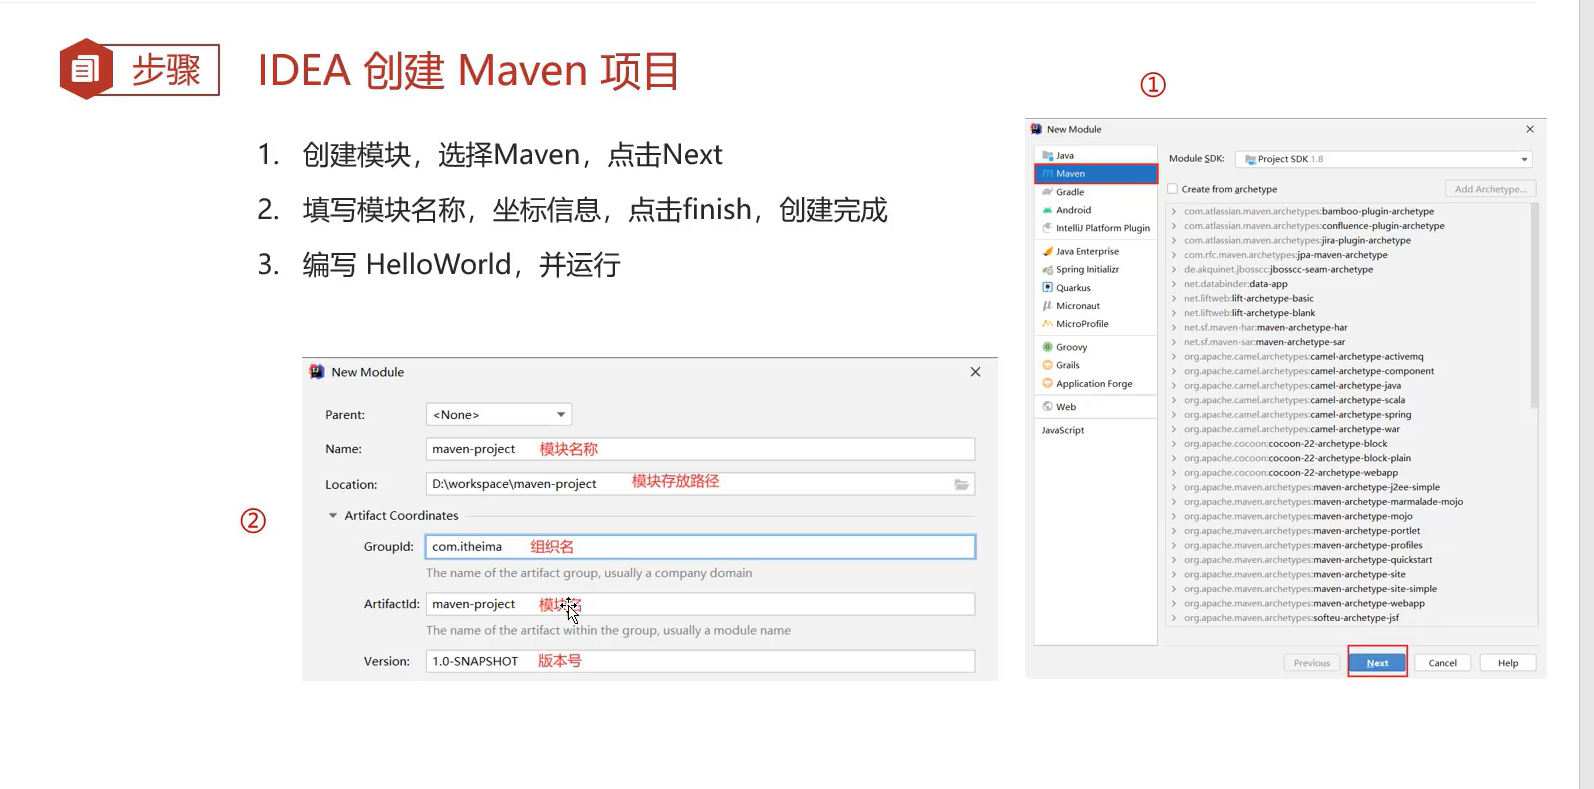 步骤
IDEA 创建 Maven 项目
1. 创建模块，选择Maven，点击Next
2. 填写模块名称，坐标信息，点击finish，创建完成
3. 编写 HelloWorld，并运行
①
New Module
Java
Maven
Gradle
Android
IntelliJ Platform Plugin
Java Enterprise
Spring Initializr
Quarkus
Micronaut
MicroProfile
Groovy
Grails
Application Forge
Web
JavaScript
Module SDK: Project SDK 1.8
Create from archetype Add Archetype...
com.atlassian.maven.archetypes:bamboo-plugin-archetype
com.atlassian.maven.archetypes:confluence-plugin-archetype
com.atlassian.maven.archetypes:jira-plugin-archetype
com.rfc.maven.archetypes:jpa-maven-archetype
de.akquinet.jbosscc:jbosscc-seam-archetype
net.databinder:data-app
net.liftweb:lift-archetype-basic
net.liftweb:lift-archetype-blank
net.sf.maven-har:maven-archetype-har
net.sf.maven-sar:maven-archetype-sar
org.apache.camel.archetypes:camel-archetype-activemq
org.apache.camel.archetypes:camel-archetype-component
org.apache.camel.archetypes:camel-archetype-java
org.apache.camel.archetypes:camel-archetype-scala
org.apache.camel.archetypes:camel-archetype-spring
org.apache.camel.archetypes:camel-archetype-war
org.apache.cocoon:cocoon-22-archetype-block
org.apache.cocoon:cocoon-22-archetype-block-plain
org.apache.cocoon:cocoon-22-archetype-webapp
org.apache.maven.archetypes:maven-archetype-j2ee-simple
org.apache.maven.archetypes:maven-archetype-marmalade-mojo
org.apache.maven.archetypes:maven-archetype-mojo
org.apache.maven.archetypes:maven-archetype-portlet
org.apache.maven.archetypes:maven-archetype-profiles
org.apache.maven.archetypes:maven-archetype-quickstart
org.apache.maven.archetypes:maven-archetype-site
org.apache.maven.archetypes:maven-archetype-site-simple
org.apache.maven.archetypes:maven-archetype-webapp
org.apache.maven.archetypes:softeu-archetype-jsf
Previous Next Cancel Help
②
New Module
Parent: <None>
Name: maven-project 模块名称
Location: D:\workspace\maven-project 模块存放路径
Artifact Coordinates
GroupId: com.itheima 组织名
The name of the artifact group, usually a company domain
ArtifactId: maven-project 模块名
The name of the artifact within the group, usually a module name
Version: 1.0-SNAPSHOT 版本号